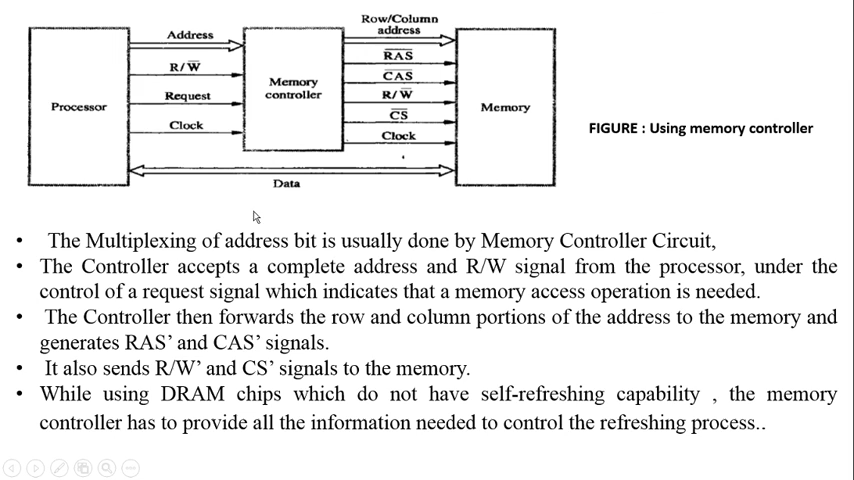 Row/Column
address
Address
RAS
R/W
CAS
Memory
controller
R/W
Processor
Request
Memory
CS
Clock
Clock
Data
FIGURE : Using memory controller
• The Multiplexing of address bit is usually done by Memory Controller Circuit,
• The Controller accepts a complete address and R/W signal from the processor, under the
control of a request signal which indicates that a memory access operation is needed.
• The Controller then forwards the row and column portions of the address to the memory and
generates RAS’ and CAS’ signals.
• It also sends R/W’ and CS’ signals to the memory.
• While using DRAM chips which do not have self-refreshing capability , the memory
controller has to provide all the information needed to control the refreshing process..